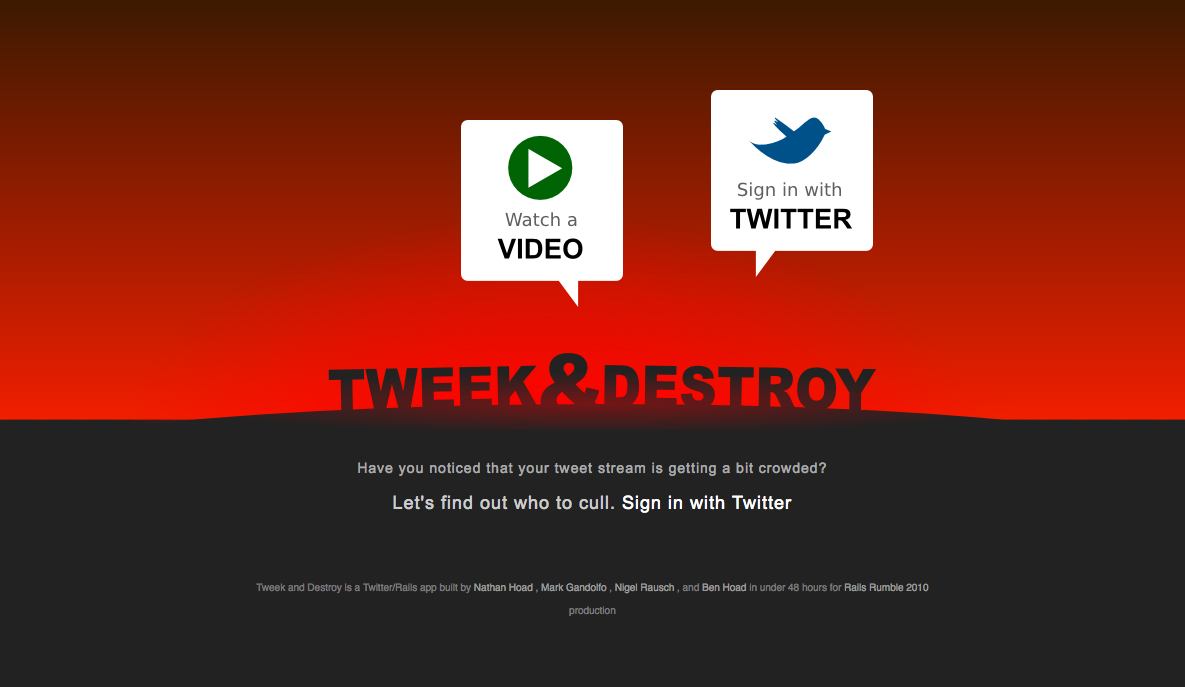 Watch a
VIDEO
Sign in with
TWITTER
TWEEK&DESTROY
Have you noticed that your tweet stream is getting a bit crowded?
Let's find out who to cull. Sign in with Twitter
Tweek and Destroy is a Twitter/Rails app built by Nathan Hoad , Mark Gandolfo , Nigel Rausch , and Ben Hoad in under 48 hours for Rails Rumble 2010
production